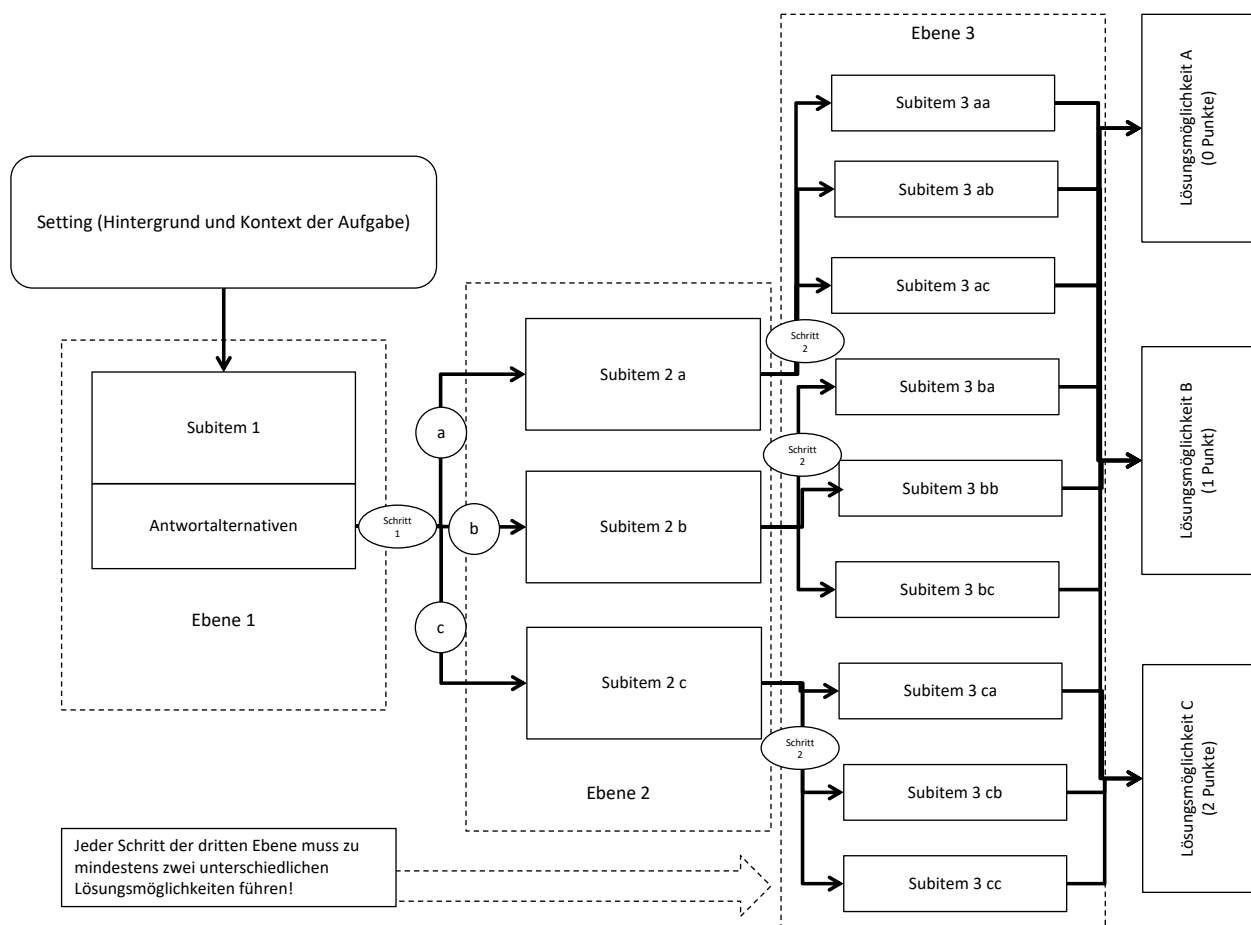 Setting (Hintergrund und Kontext der Aufgabe)
Subitem 1
Antwortalternativen
Ebene 1
Schritt
1
a
b
c
Subitem 2 a
Subitem 2 b
Subitem 2 c
Ebene 2
Schritt
2
Schritt
2
Schritt
2
Ebene 3
Subitem 3 aa
Subitem 3 ab
Subitem 3 ac
Subitem 3 ba
Subitem 3 bb
Subitem 3 bc
Subitem 3 ca
Subitem 3 cb
Subitem 3 cc
Lösungsmöglichkeit A
(0 Punkte)
Lösungsmöglichkeit B
(1 Punkt)
Lösungsmöglichkeit C
(2 Punkte)
Jeder Schritt der dritten Ebene muss zu
mindestens zwei unterschiedlichen
Lösungsmöglichkeiten führen!